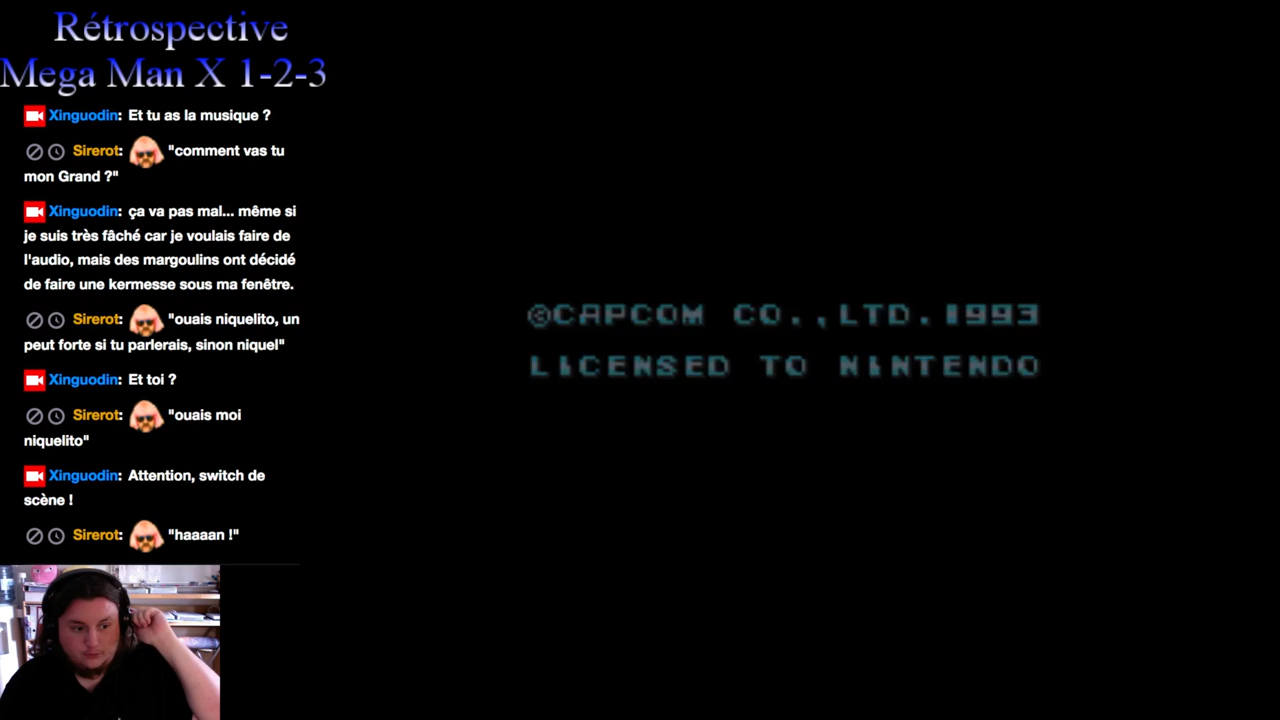 Rétrospective
Mega Man X 1-2-3
Xinguodin: Et tu as la musique ?
Sirerot: "comment vas tu
mon Grand ?"
Xinguodin: ça va pas mal... même si
je suis très fâché car je voulais faire de
l'audio, mais des margoulins ont décidé
de faire une kermesse sous ma fenêtre.
Sirerot: "ouais niquelito, un
peut forte si tu parlerais, sinon niquel"
Xinguodin: Et toi ?
Sirerot: "ouais moi
niquelito"
Xinguodin: Attention, switch de
scène !
Sirerot: "haaaan !"
©CAPCOM CO.,LTD.1993
LICENSED TO NINTENDO